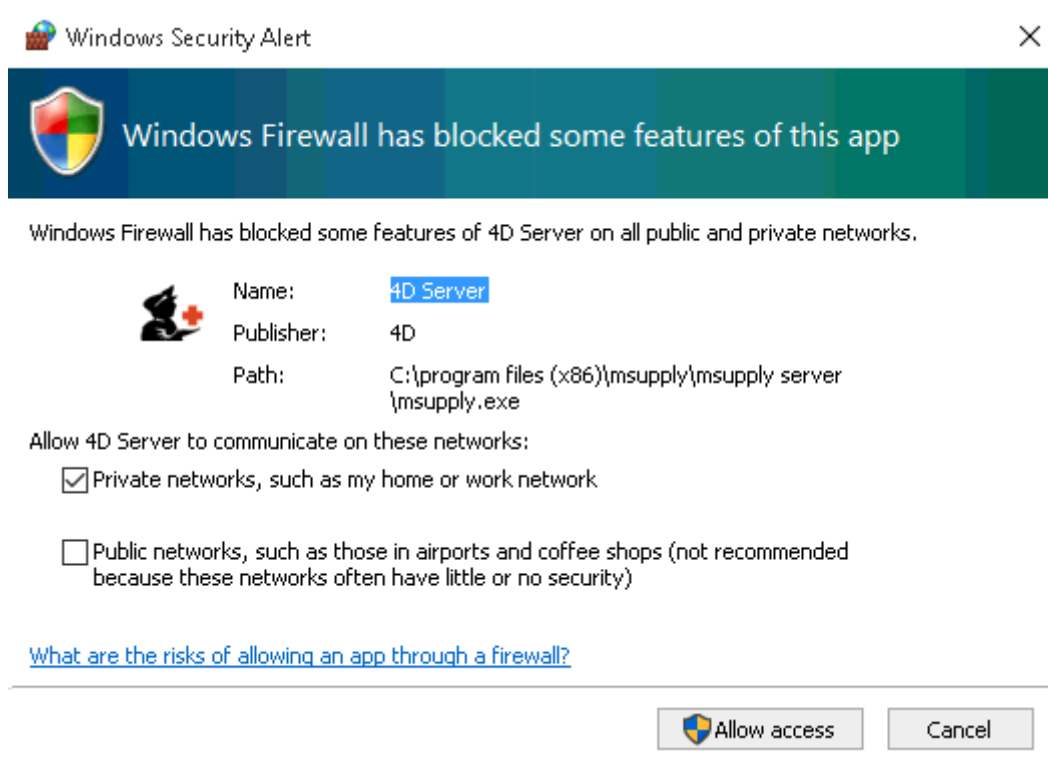 Windows Security Alert
Windows Firewall has blocked some features of this app
Windows Firewall has blocked some features of 4D Server on all public and private networks.
Name: 4D Server
Publisher: 4D
Path: C:\program files (x86)\msupply\msupply server
\msupply.exe
Allow 4D Server to communicate on these networks:
Private networks, such as my home or work network
Public networks, such as those in airports and coffee shops (not recommended
because these networks often have little or no security)
What are the risks of allowing an app through a firewall?
Allow access Cancel